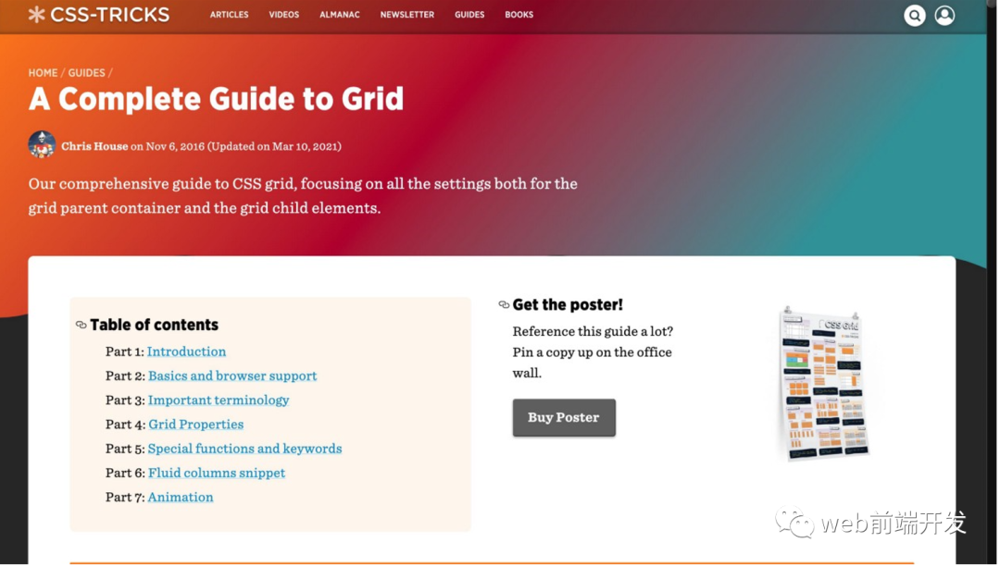 CSS-TRICKS
ARTICLES VIDEOS ALMANAC NEWSLETTER GUIDES BOOKS
HOME / GUIDES /
A Complete Guide to Grid
Chris House on Nov 6, 2016 (Updated on Mar 10, 2021)
Our comprehensive guide to CSS grid, focusing on all the settings both for the
grid parent container and the grid child elements.
Table of contents
Part 1: Introduction
Part 2: Basics and browser support
Part 3: Important terminology
Part 4: Grid Properties
Part 5: Special functions and keywords
Part 6: Fluid columns snippet
Part 7: Animation
Get the poster!
Reference this guide a lot?
Pin a copy up on the office
wall.
Buy Poster
CSS Grid
web前端开发